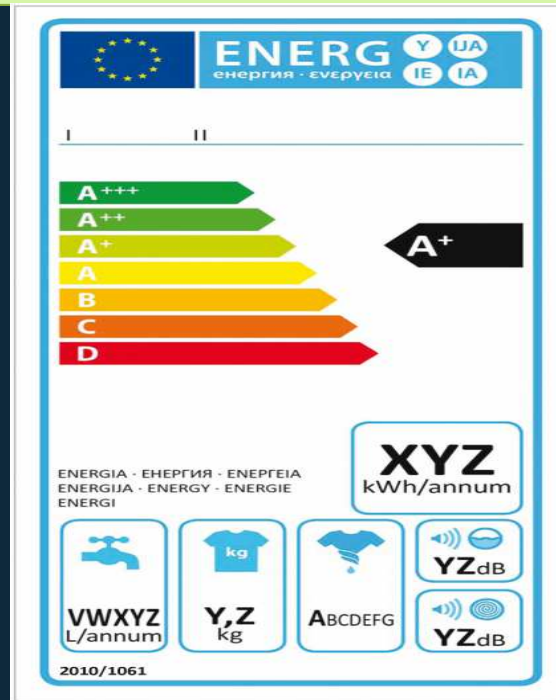 ENERG Y IJA
енергия · ενεργεια IE IA
I II
A+++
A++
A+
A+
A
B
C
D
XYZ
kWh/annum
ENERGIA · ЕНЕРГИЯ · ΕΝΕΡΓΕΙΑ
ENERGIJA · ENERGY · ENERGIE
ENERGI
VWXYZ
L/annum
kg
Y,Z
kg
ABCDEFG
YZdB
YZdB
2010/1061